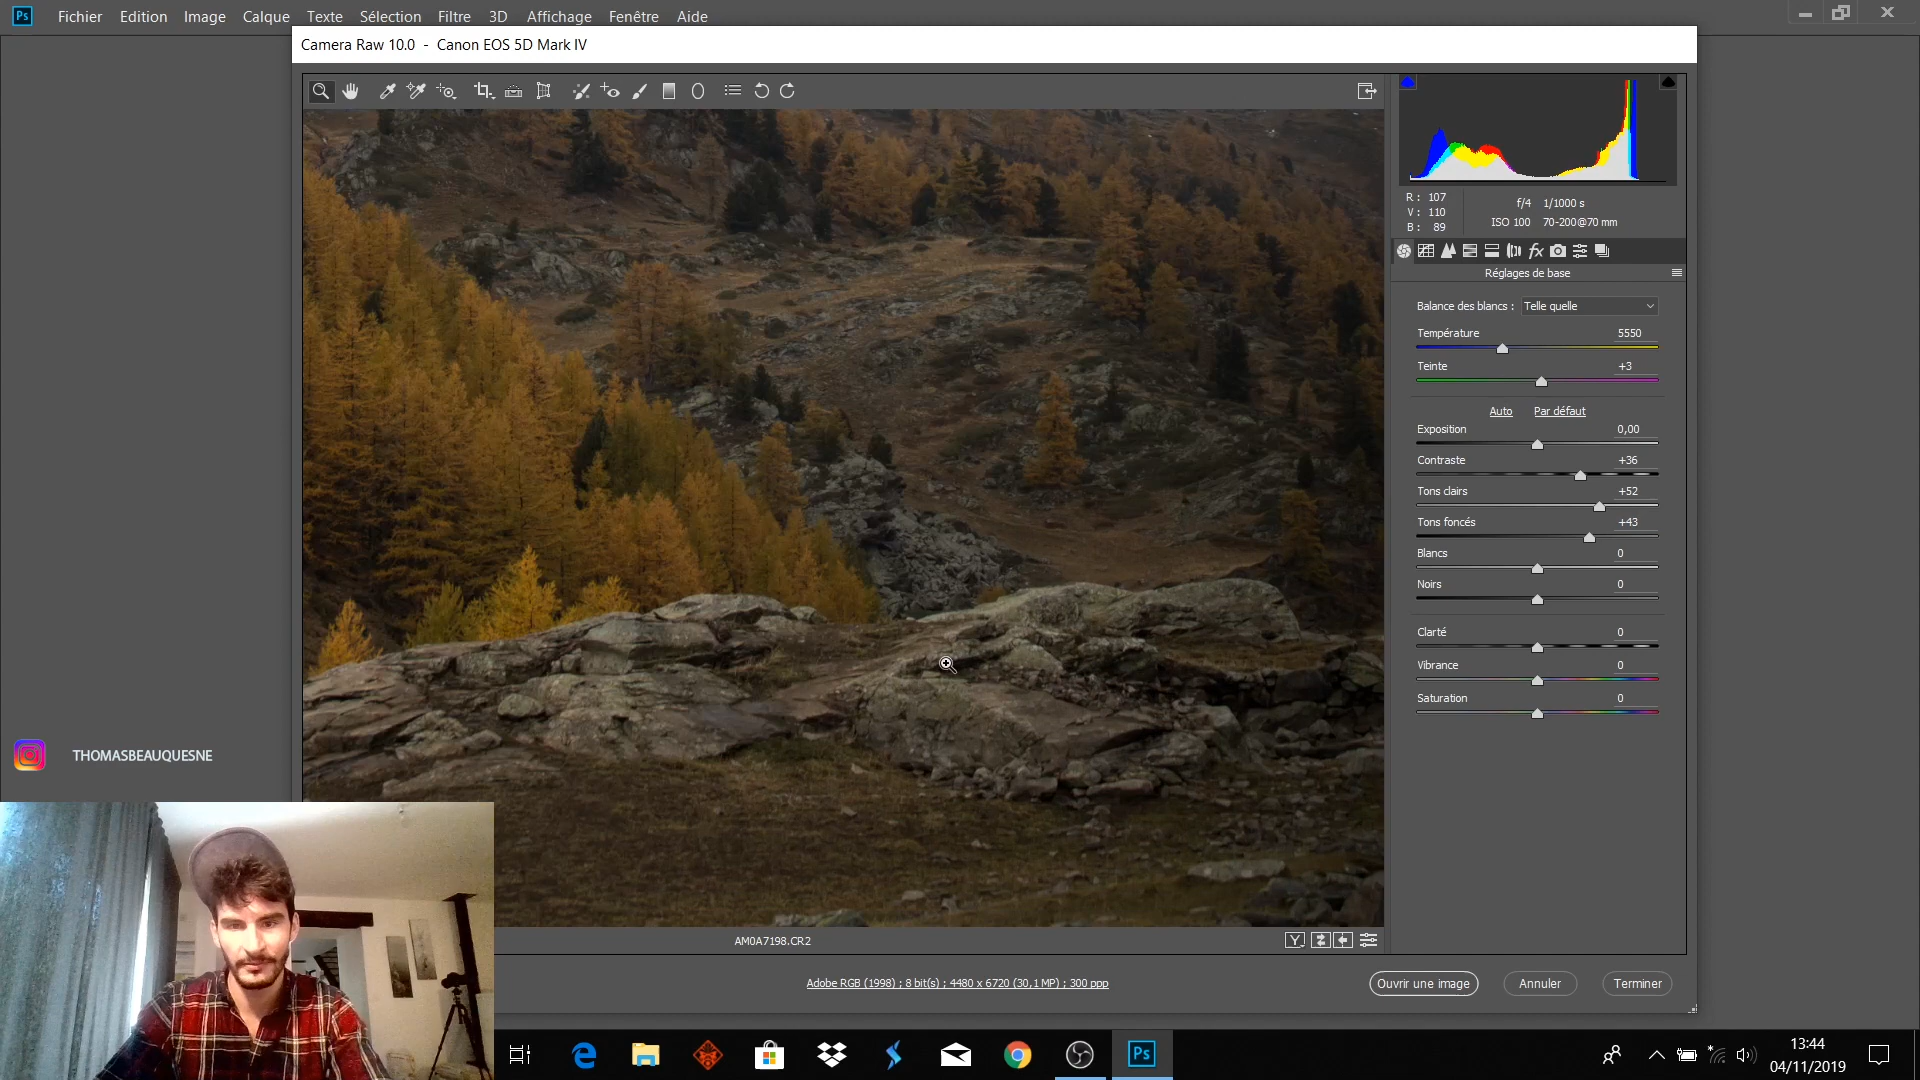 Ps Fichier Edition Image Calque Texte Sélection Filtre 3D Affichage Fenêtre Aide
Camera Raw 10.0 - Canon EOS 5D Mark IV
R : 107
V : 110
B : 89
f/4 1/1000 s
ISO 100 70-200@70 mm
fx
Réglages de base
Balance des blancs : Telle quelle
Température 5550
Teinte +3
Auto Par défaut
Exposition 0,00
Contraste +36
Tons clairs +52
Tons foncés +43
Blancs 0
Noirs 0
Clarté 0
Vibrance 0
Saturation 0
THOMASBEAUQUESNE
AM0A7198.CR2
Y
Adobe RGB (1998) ; 8 bit(s) ; 4480 x 6720 (30,1 MP) ; 300 ppp
Ouvrir une image
Annuler
Terminer
Ps
13:44
04/11/2019